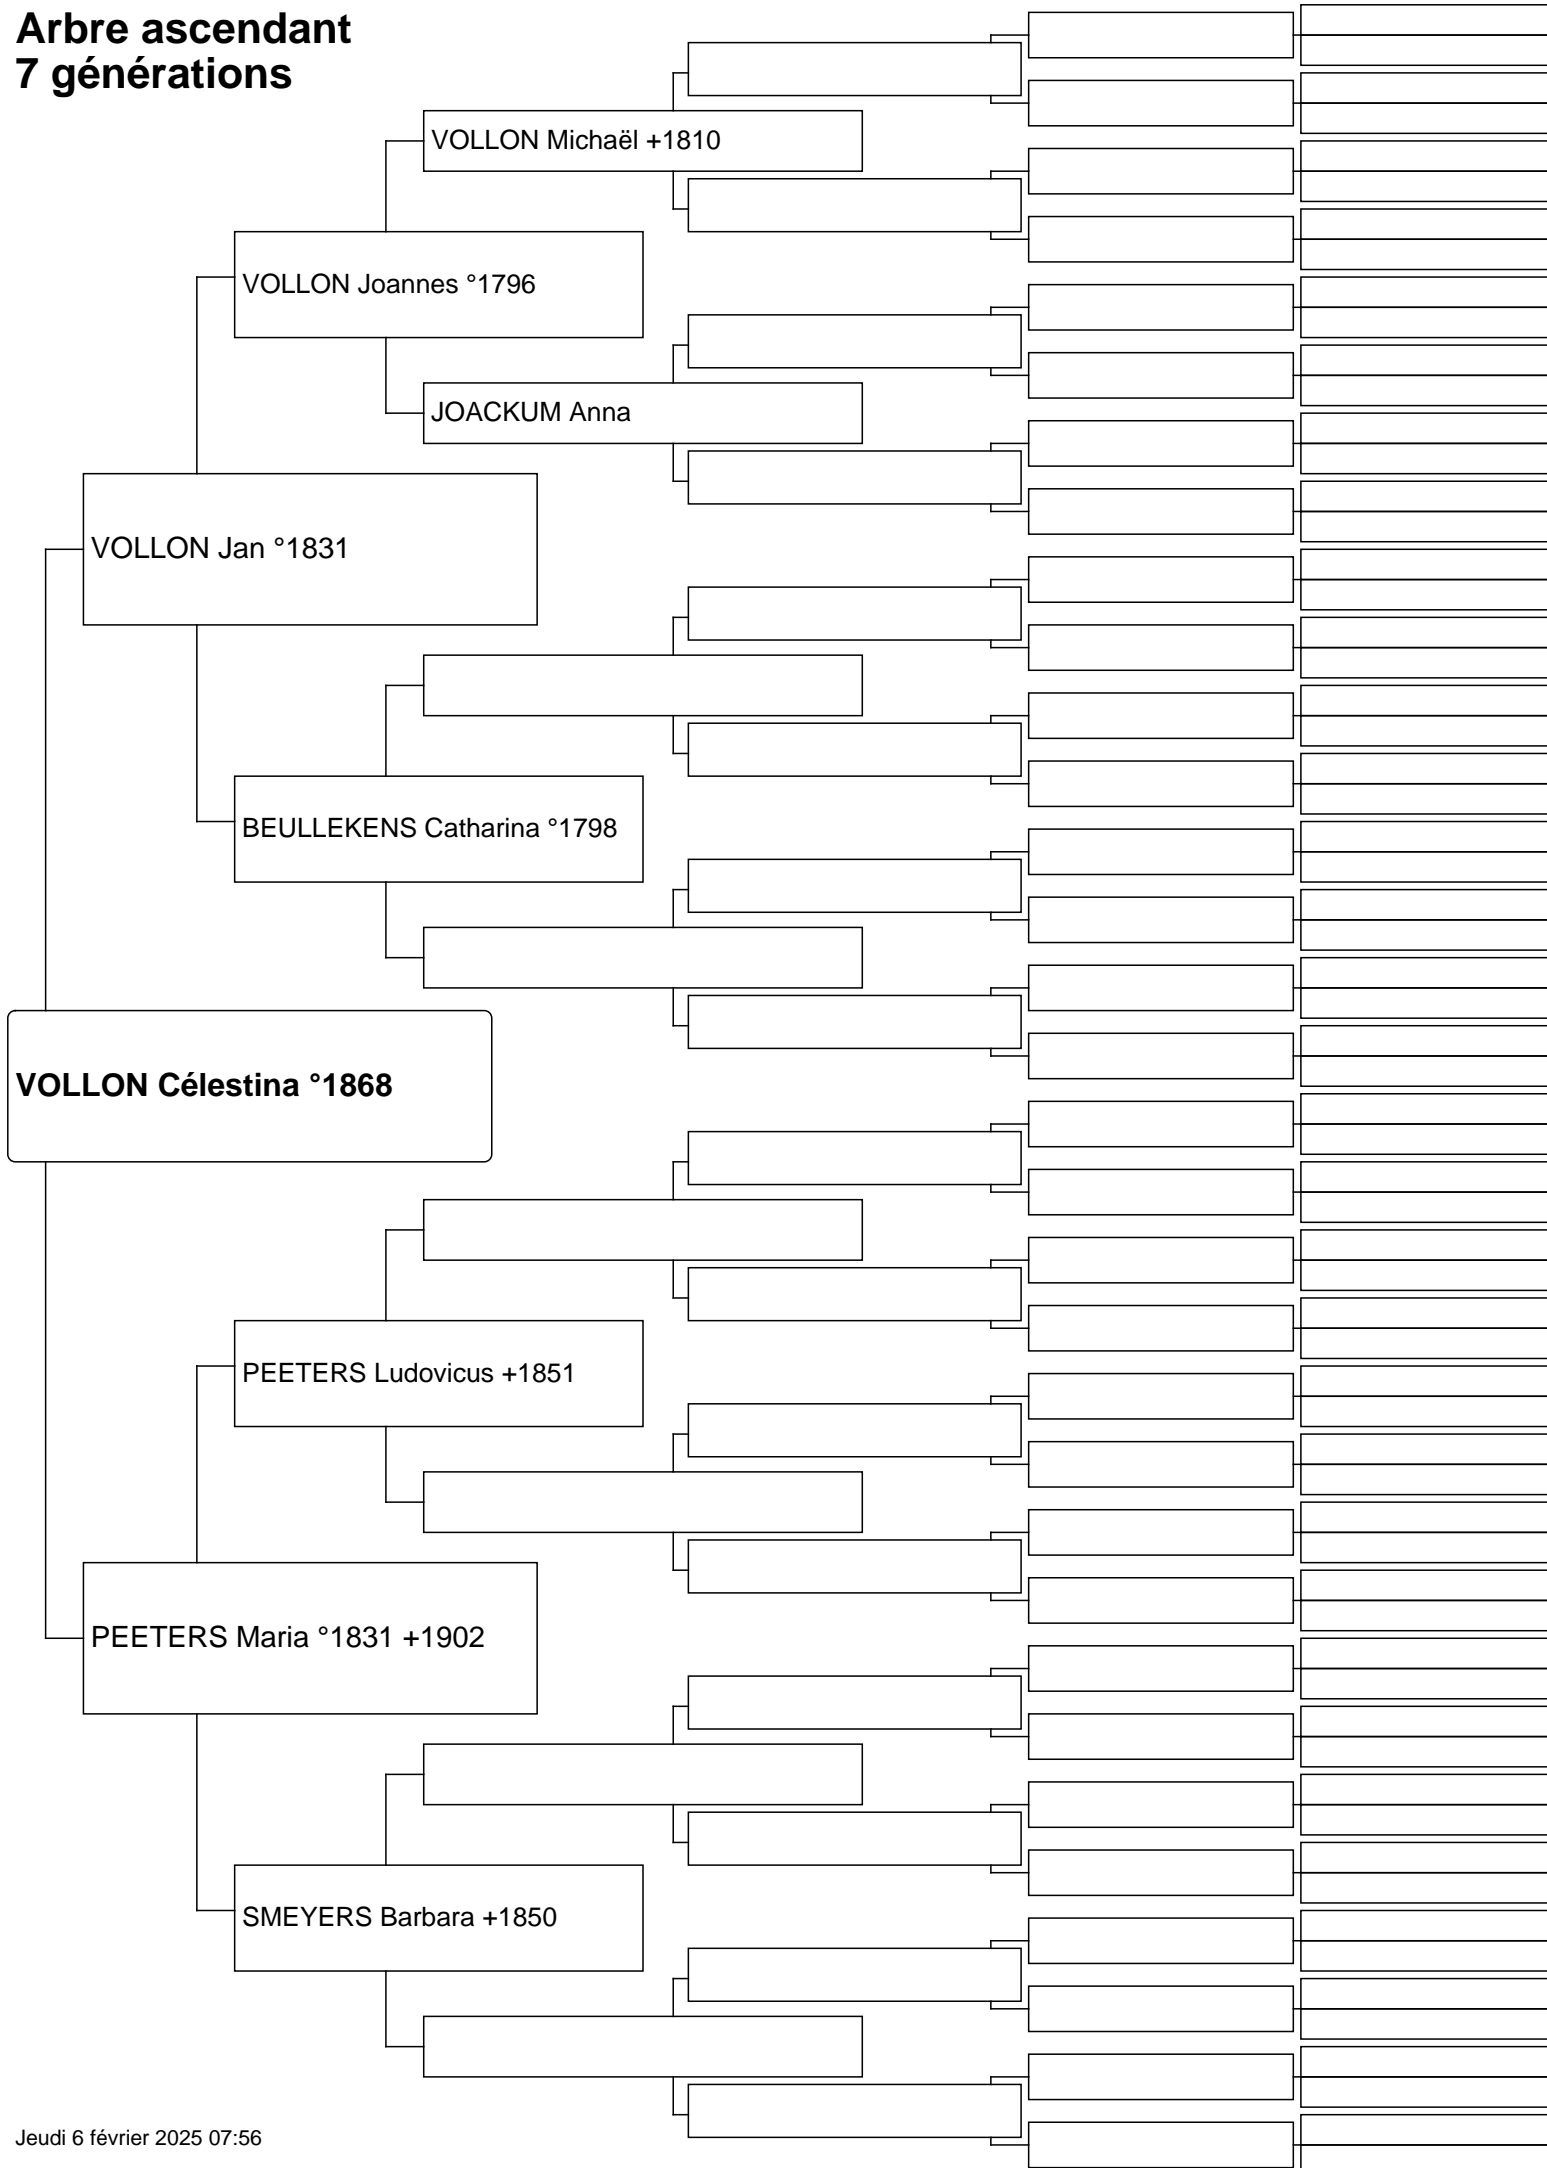 Arbre ascendant
7 générations
VOLLON Michaël +1810
VOLLON Joannes °1796
JOACKUM Anna
VOLLON Jan °1831
BEULLEKENS Catharina °1798
VOLLON Célestina °1868
PEETERS Ludovicus +1851
PEETERS Maria °1831 +1902
SMEYERS Barbara +1850
Jeudi 6 février 2025 07:56